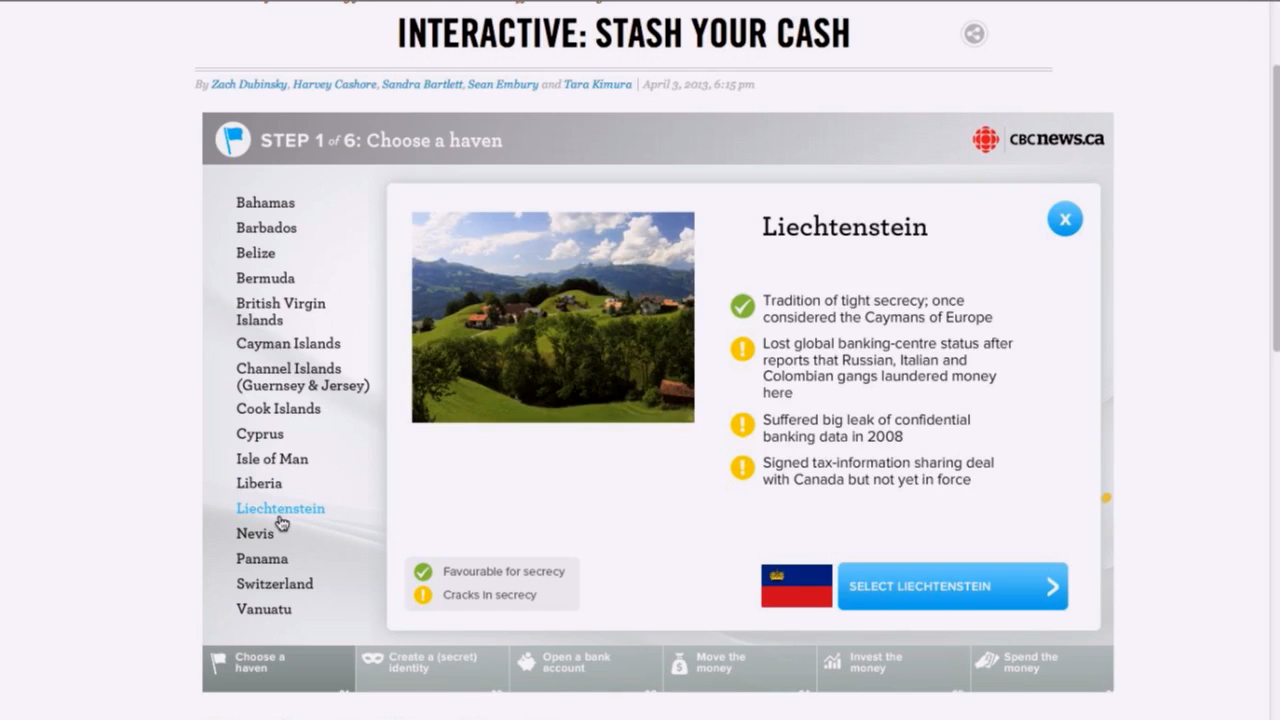 INTERACTIVE: STASH YOUR CASH
By Zach Dubinsky, Harvey Cashore, Sandra Bartlett, Sean Embury and Tara Kimura | April 3, 2013, 6:15 pm
STEP 1 of 6: Choose a haven
CBCnews.ca
Bahamas
Barbados
Belize
Bermuda
British Virgin
Islands
Cayman Islands
Channel Islands
(Guernsey & Jersey)
Cook Islands
Cyprus
Isle of Man
Liberia
Liechtenstein
Nevis
Panama
Switzerland
Vanuatu
Liechtenstein
x
Tradition of tight secrecy; once
considered the Caymans of Europe
Lost global banking-centre status after
reports that Russian, Italian and
Colombian gangs laundered money
here
Suffered big leak of confidential
banking data in 2008
Signed tax-information sharing deal
with Canada but not yet in force
Favourable for secrecy
Cracks in secrecy
SELECT LIECHTENSTEIN
Choose a
haven
Create a (secret)
identity
Open a bank
account
Move the
money
Invest the
money
Spend the
money